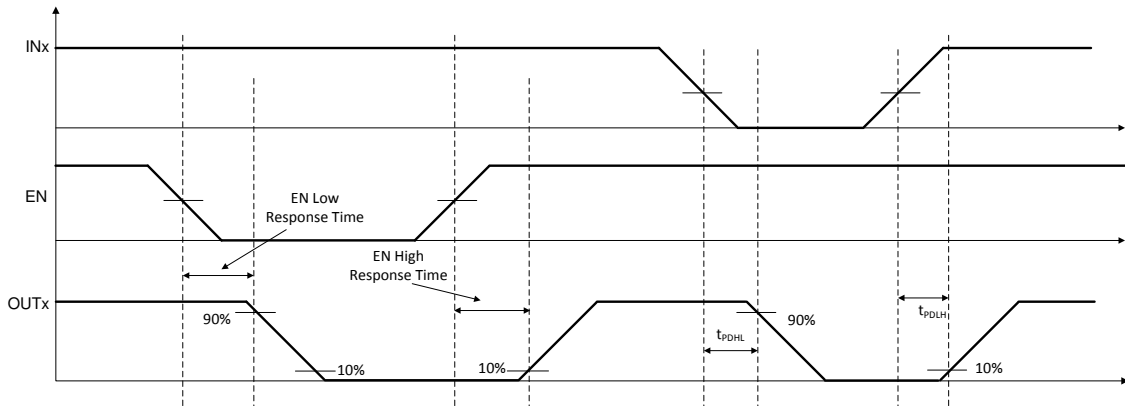 INx
EN
EN Low
Response Time
EN High
Response Time
OUTx
90%
10%
10%
90%
10%
tPDHL
tPDLH